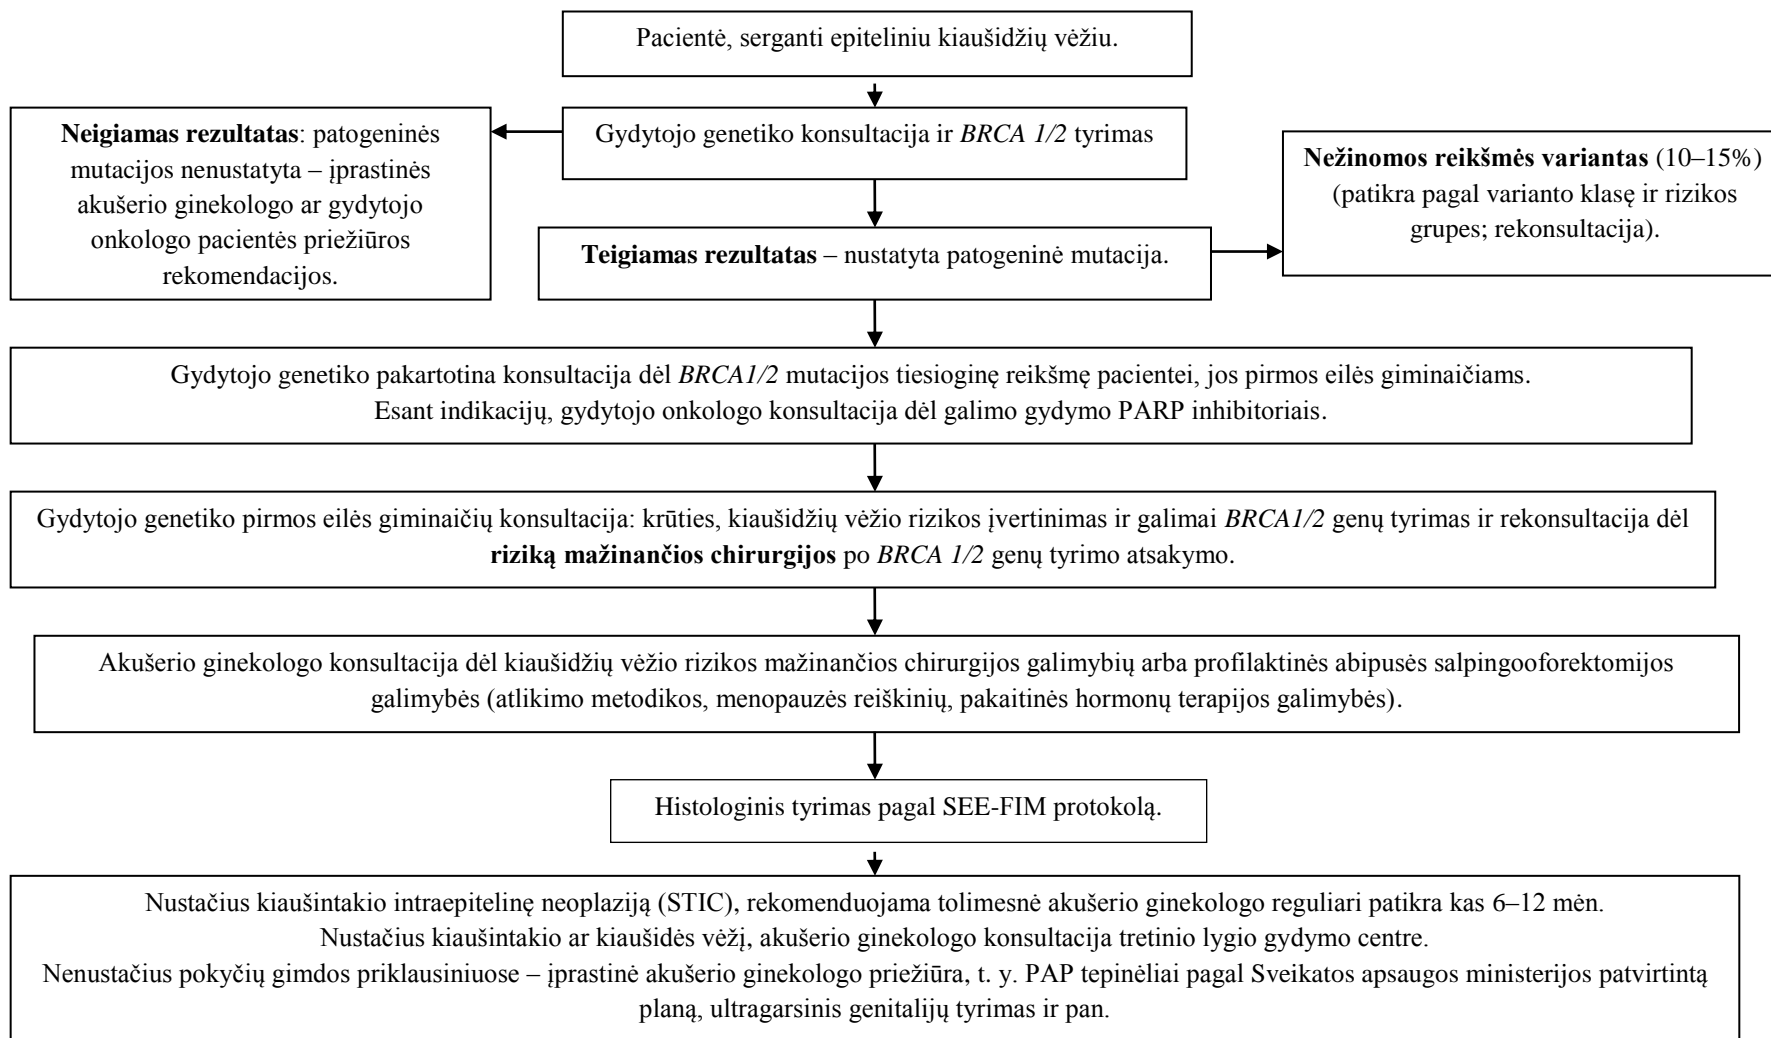 Pacientė, serganti epiteliniu kiaušidžių vėžiu.
Neigiamas rezultatas: patogeninės
mutacijos nenustatyta – įprastinės
akušerio ginekologo ar gydytojo
onkologo pacientės priežiūros
rekomendacijos.
Gydytojo genetiko konsultacija ir BRCA 1/2 tyrimas
Nežinomos reikšmės variantas (10–15%)
(patikra pagal varianto klasę ir rizikos
grupes; rekonsultacija).
Teigiamas rezultatas – nustatyta patogeninė mutacija.
Gydytojo genetiko pakartotina konsultacija dėl BRCA1/2 mutacijos tiesioginę reikšmę pacientei, jos pirmos eilės giminaičiams.
Esant indikacijų, gydytojo onkologo konsultacija dėl galimo gydymo PARP inhibitoriais.
Gydytojo genetiko pirmos eilės giminaičių konsultacija: krūties, kiaušidžių vėžio rizikos įvertinimas ir galimai BRCA1/2 genų tyrimas ir rekonsultacija dėl
riziką mažinančios chirurgijos po BRCA 1/2 genų tyrimo atsakymo.
Akušerio ginekologo konsultacija dėl kiaušidžių vėžio rizikos mažinančios chirurgijos galimybių arba profilaktinės abipusės salpingooforektomijos
galimybės (atlikimo metodikos, menopauzės reiškinių, pakaitinės hormonų terapijos galimybės).
Histologinis tyrimas pagal SEE-FIM protokolą.
Nustačius kiaušintakio intraepitelinę neoplaziją (STIC), rekomenduojama tolimesnė akušerio ginekologo reguliari patikra kas 6–12 mėn.
Nustačius kiaušintakio ar kiaušidės vėžį, akušerio ginekologo konsultacija tretinio lygio gydymo centre.
Nenustačius pokyčių gimdos priklausiniuose – įprastinė akušerio ginekologo priežiūra, t. y. PAP tepinėliai pagal Sveikatos apsaugos ministerijos patvirtintą
planą, ultragarsinis genitalijų tyrimas ir pan.